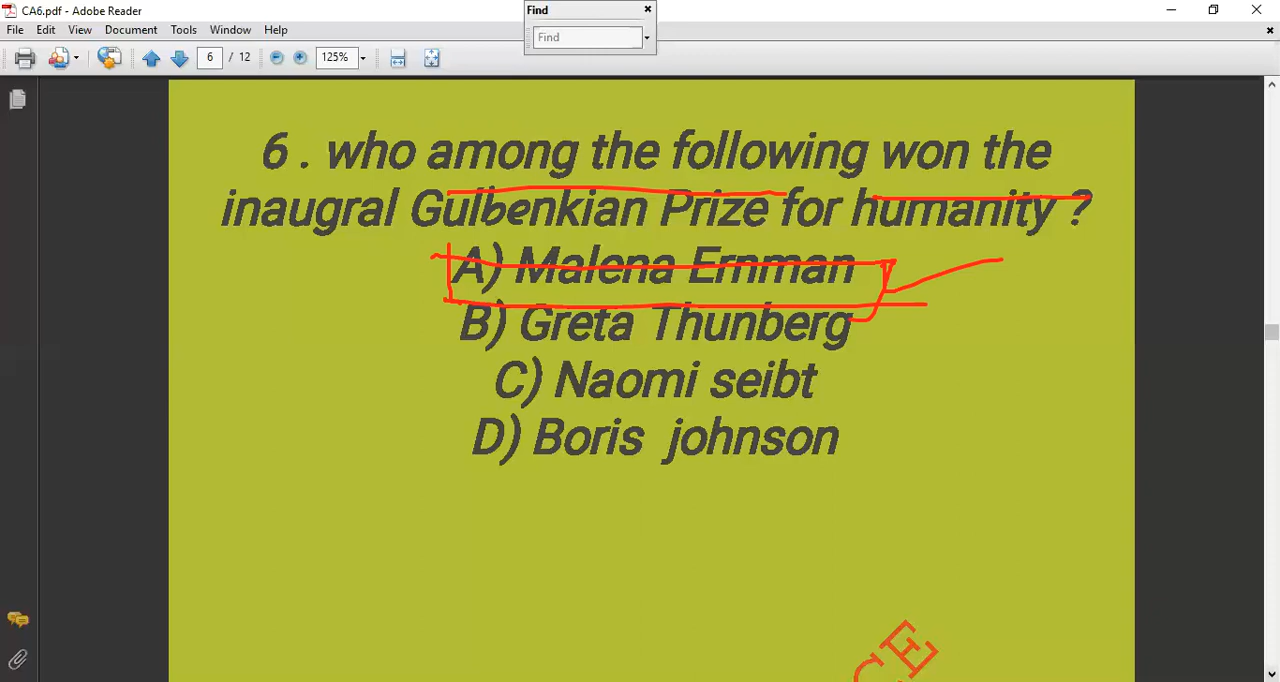 CA6.pdf - Adobe Reader
Find
File Edit View Document Tools Window Help
Find
6 / 12 125%
6 . who among the following won the
inaugral Gulbenkian Prize for humanity ?
A) Malena Ernman
B) Greta Thunberg
C) Naomi seibt
D) Boris johnson
CE